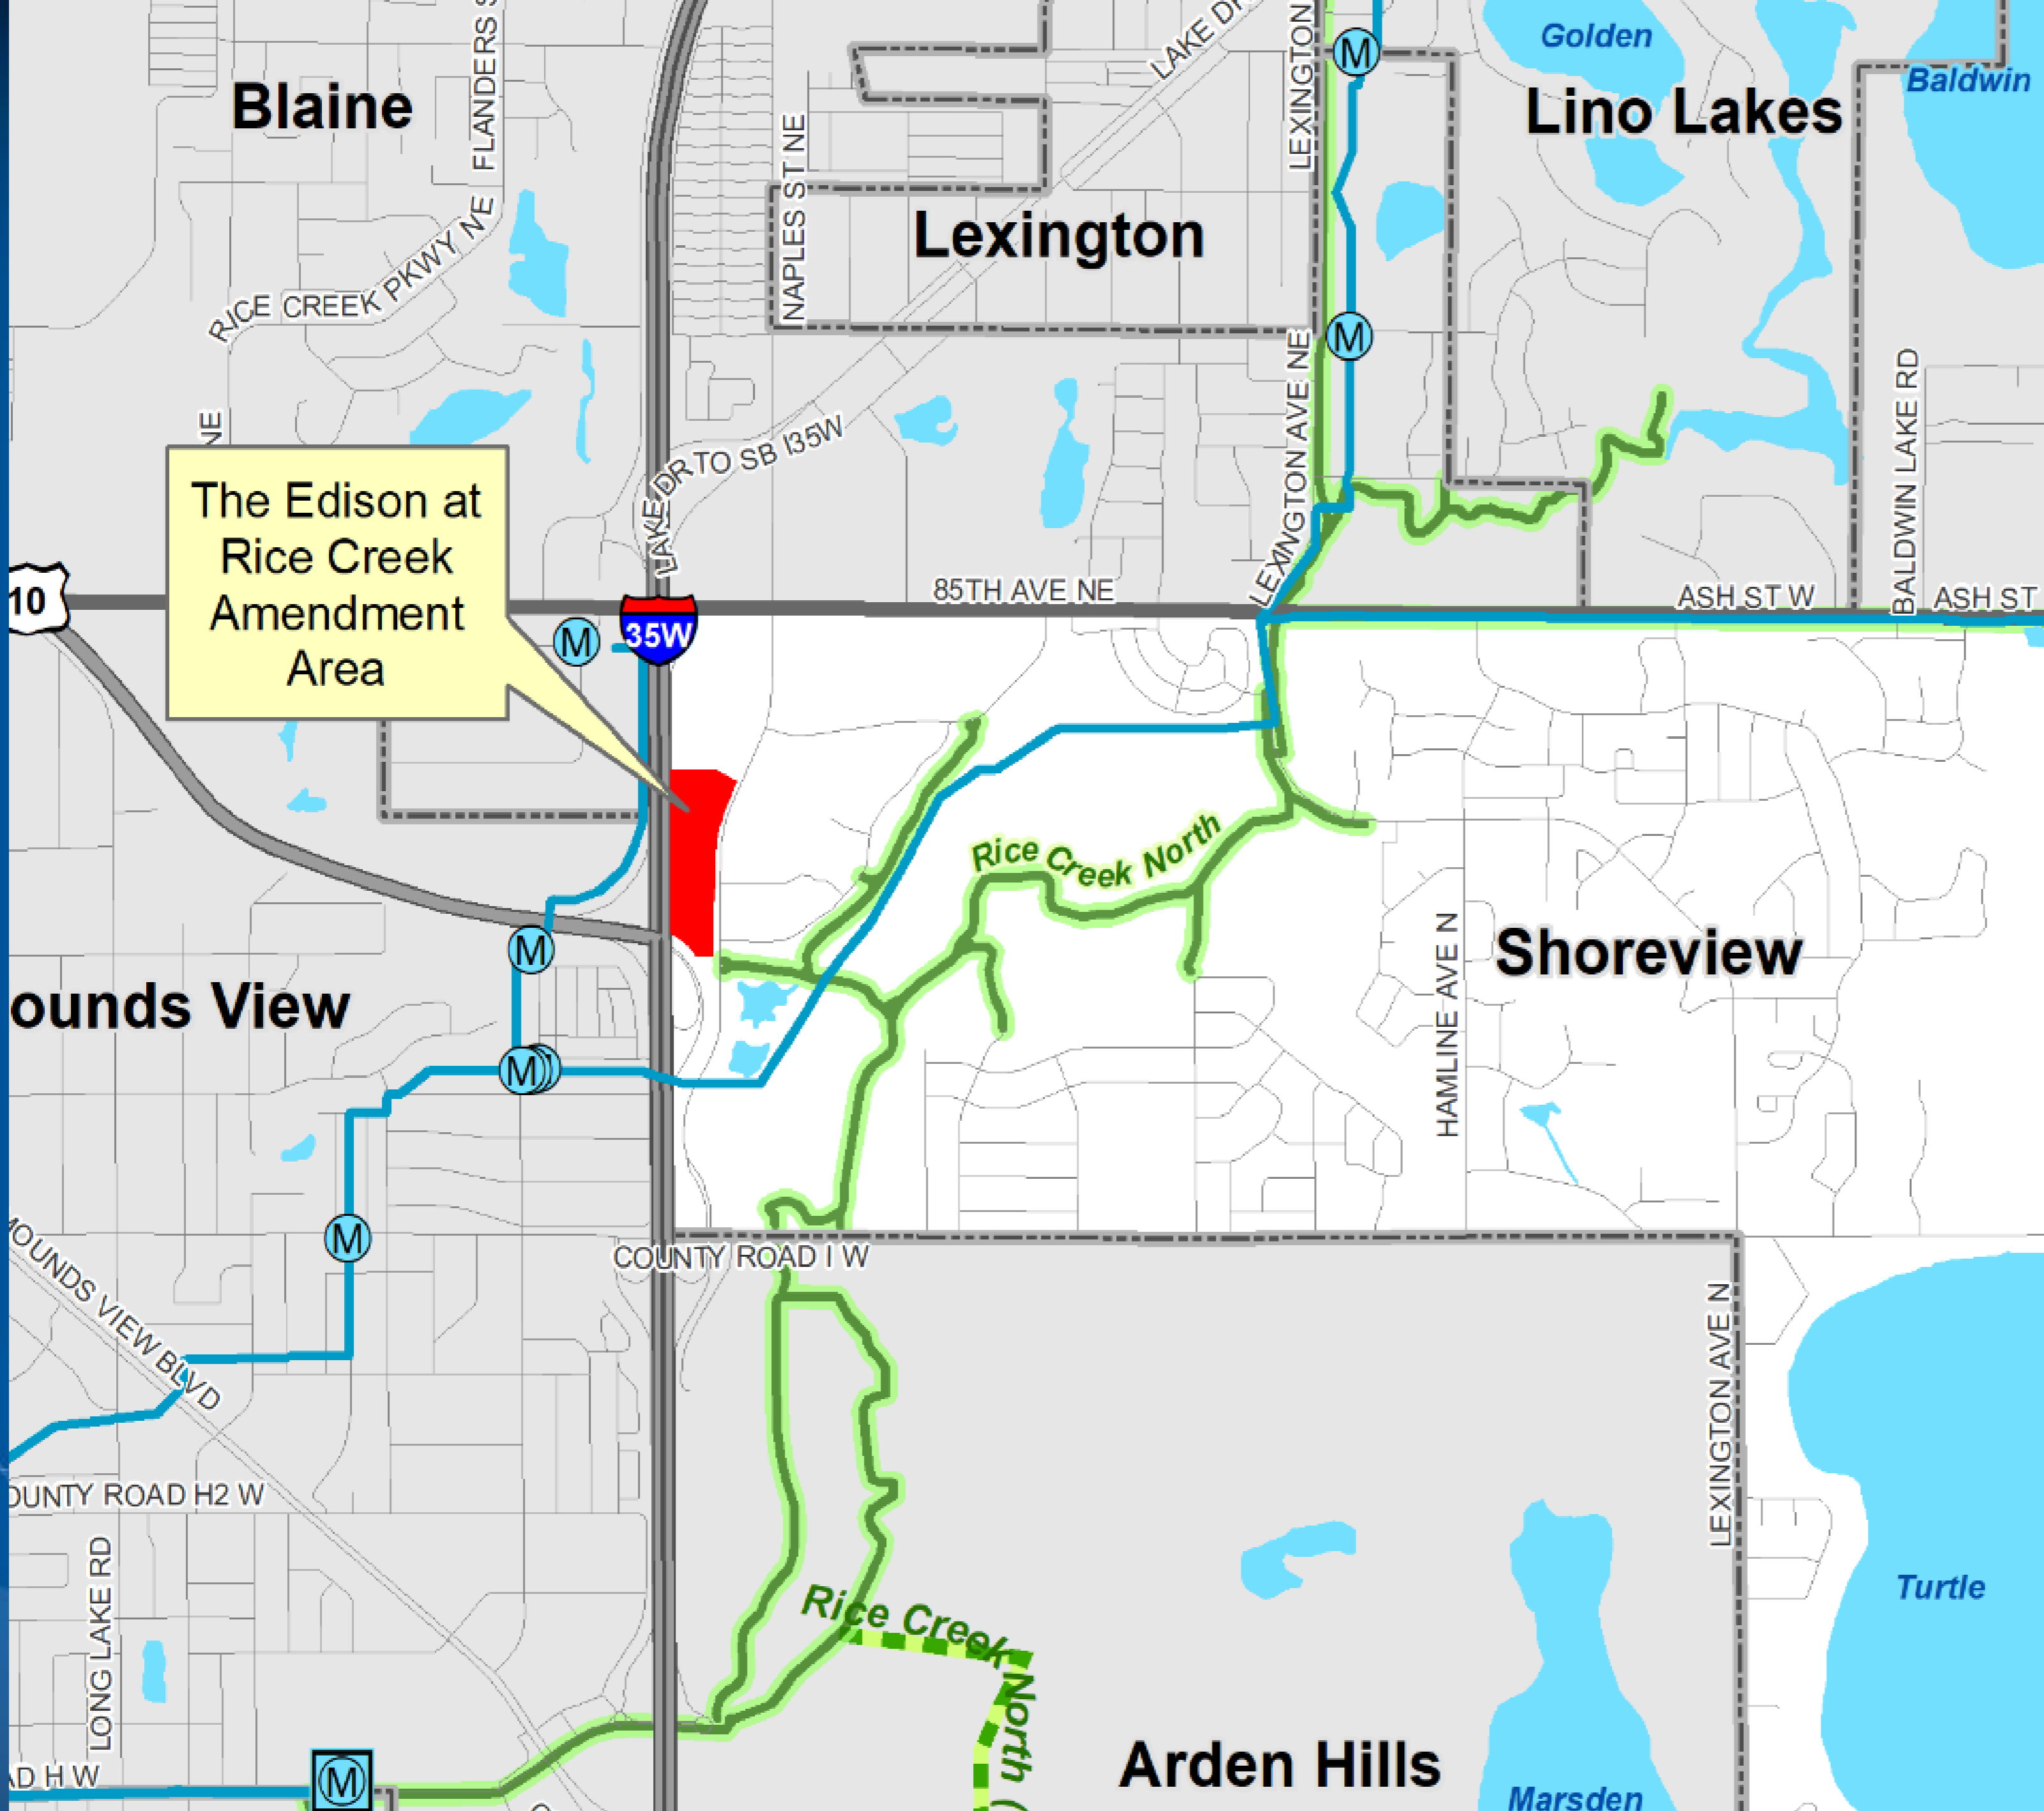 Golden
Baldwin
Blaine
FLANDERS S
LAKE DR
LEXINGTON
M
Lino Lakes
NAPLES ST NE
Lexington
RICE CREEK PKWY NE
M
LEXINGTON AVE NE
BALDWIN LAKE RD
NE
LAKE DR TO SB I35W
The Edison at
Rice Creek
Amendment
Area
10
85TH AVE NE
ASH ST W
ASH ST
M
35W
Rice Creek North
HAMLINE AVE N
Shoreview
M
ounds View
M
M
COUNTY ROAD I W
MOUNDS VIEW BLVD
LEXINGTON AVE N
OUNTY ROAD H2 W
LONG LAKE RD
Rice Creek North (
Turtle
Arden Hills
M
AD H W
Marsden